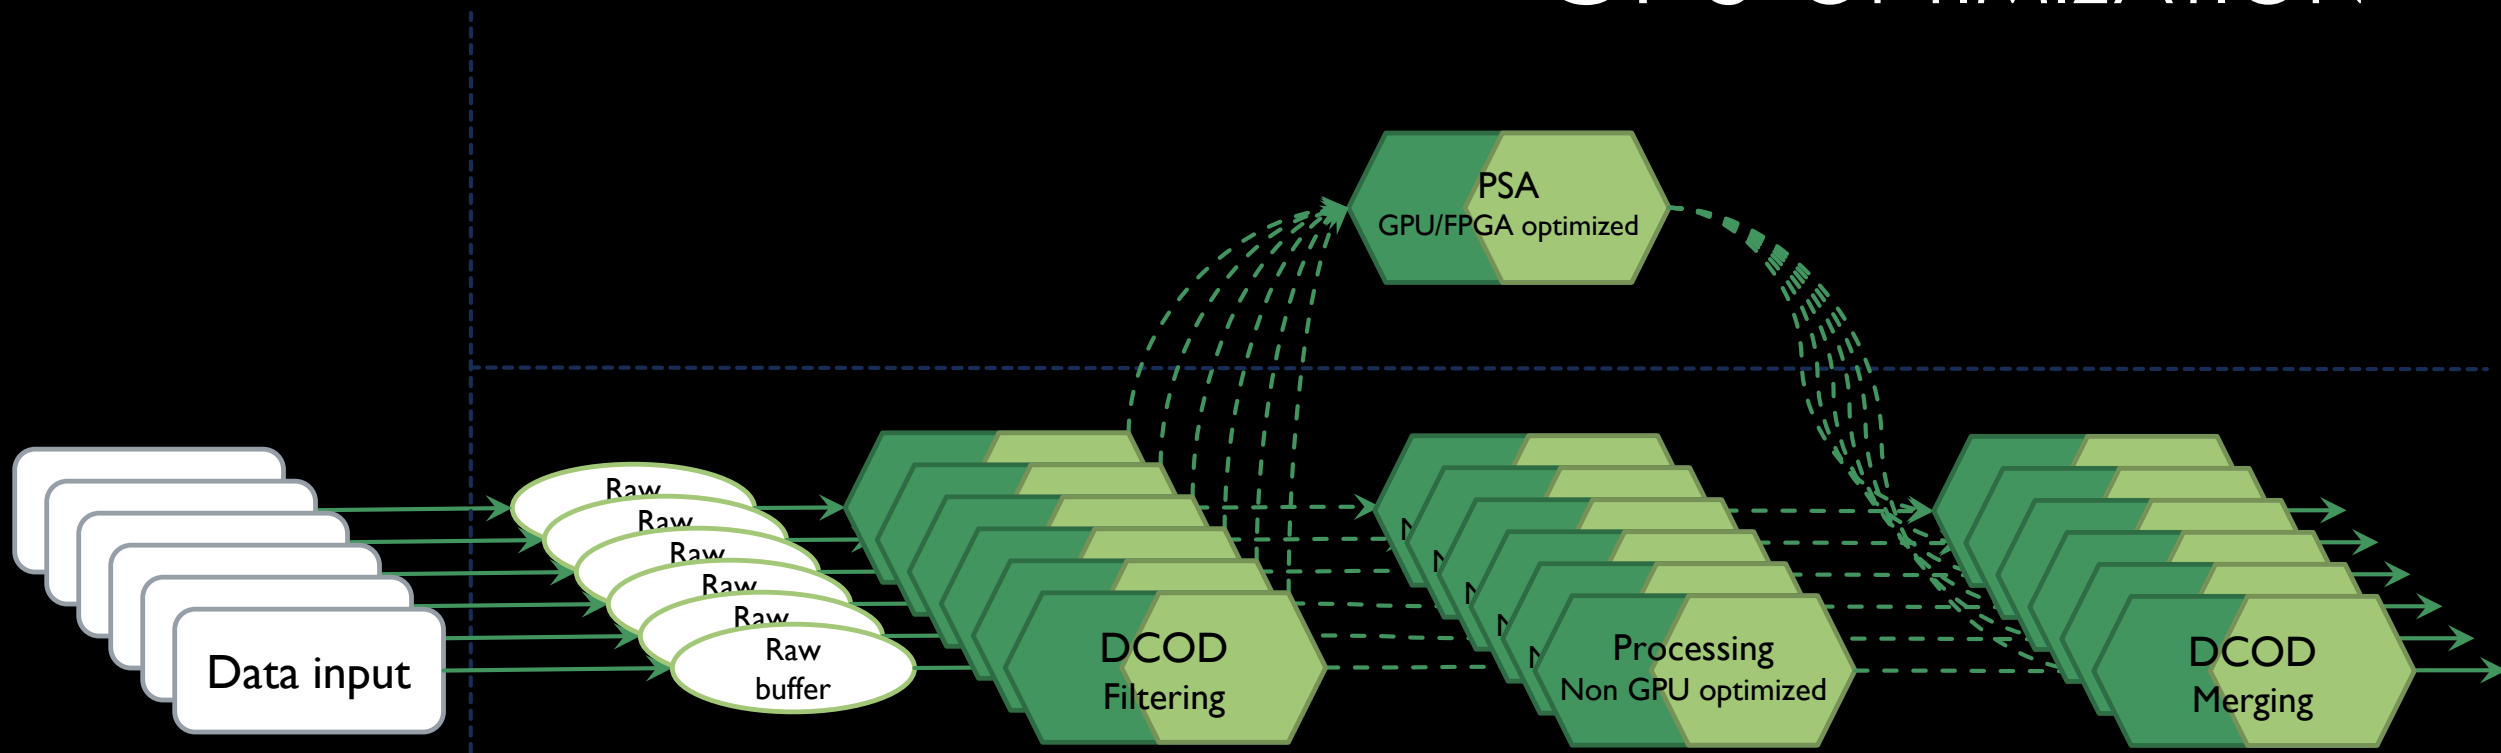 PSA
GPU/FPGA optimized
Raw
Raw
Raw
Raw
Raw
Raw
buffer
Data input
DCOD
Filtering
Processing
Non GPU optimized
DCOD
Merging